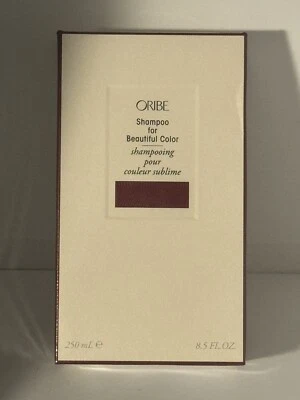 ORIBE
Shampoo
for
Beautiful Color
shampooing
pour
couleur sublime
250 mL ℮
8.5 FL.OZ.